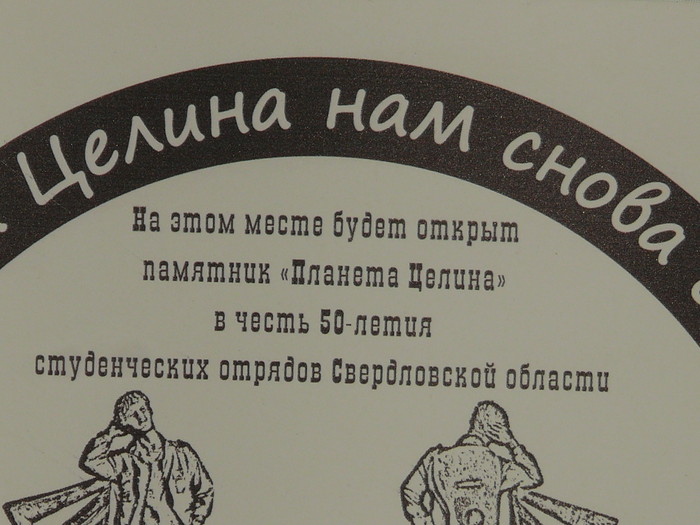 Целина нам снова
На этом месте будет открыт
памятник «Планета Целина»
в честь 50-летия
студенческих отрядов Свердловской области